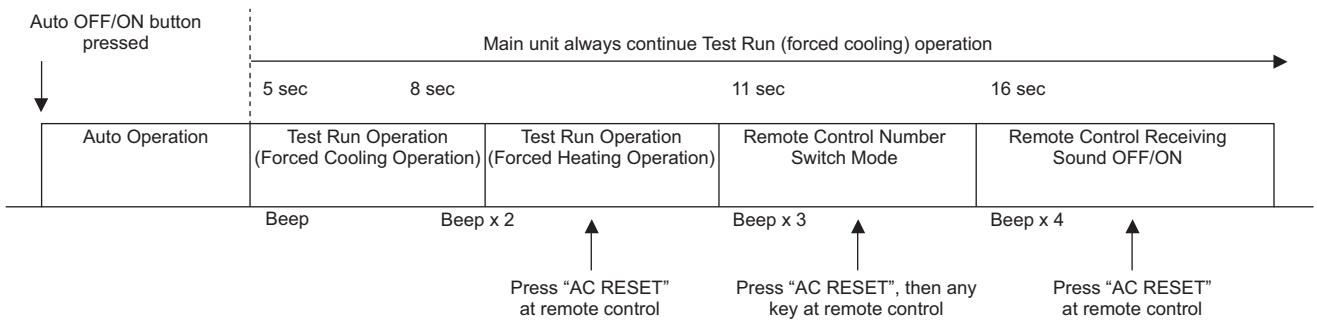 Auto OFF/ON button
pressed
Main unit always continue Test Run (forced cooling) operation
5 sec
8 sec
11 sec
16 sec
Auto Operation
Test Run Operation
(Forced Cooling Operation)
Test Run Operation
(Forced Heating Operation)
Remote Control Number
Switch Mode
Remote Control Receiving
Sound OFF/ON
Beep
Beep x 2
Beep x 3
Beep x 4
Press “AC RESET”
at remote control
Press “AC RESET”, then any
key at remote control
Press “AC RESET”
at remote control